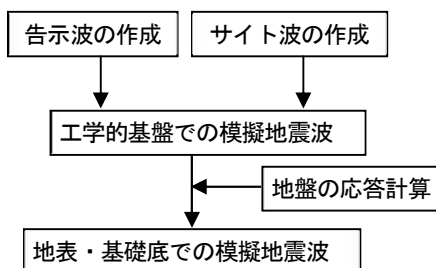 告示波の作成
サイト波の作成
工学的基盤での模擬地震波
地盤の応答計算
地表・基礎底での模擬地震波